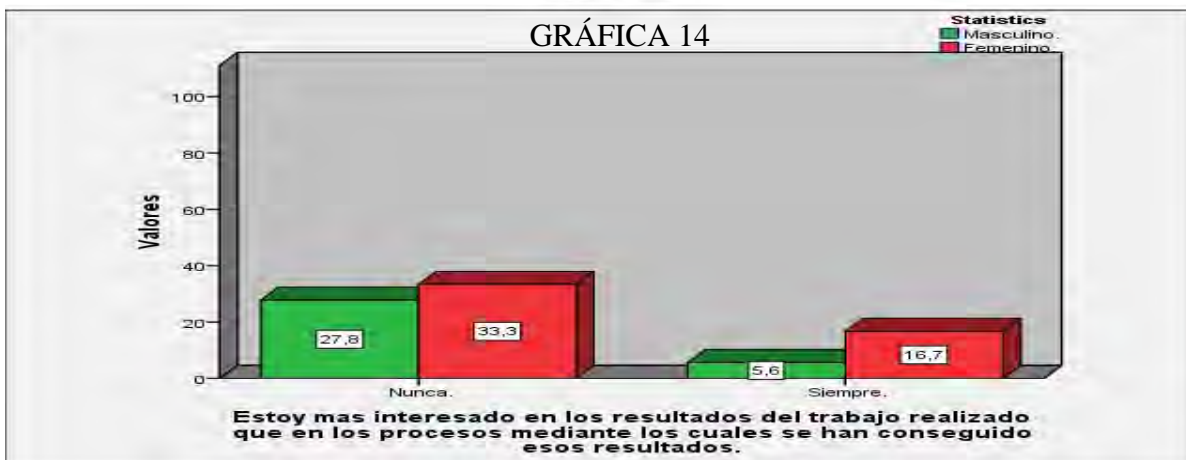 GRÁFICA 14
Statistics
Masculino.
Femenino.
Valores
100
80
60
40
20
0
27,8
33,3
5,6
16,7
Nunca.
Siempre.
Estoy mas interesado en los resultados del trabajo realizado
que en los procesos mediante los cuales se han conseguido
esos resultados.